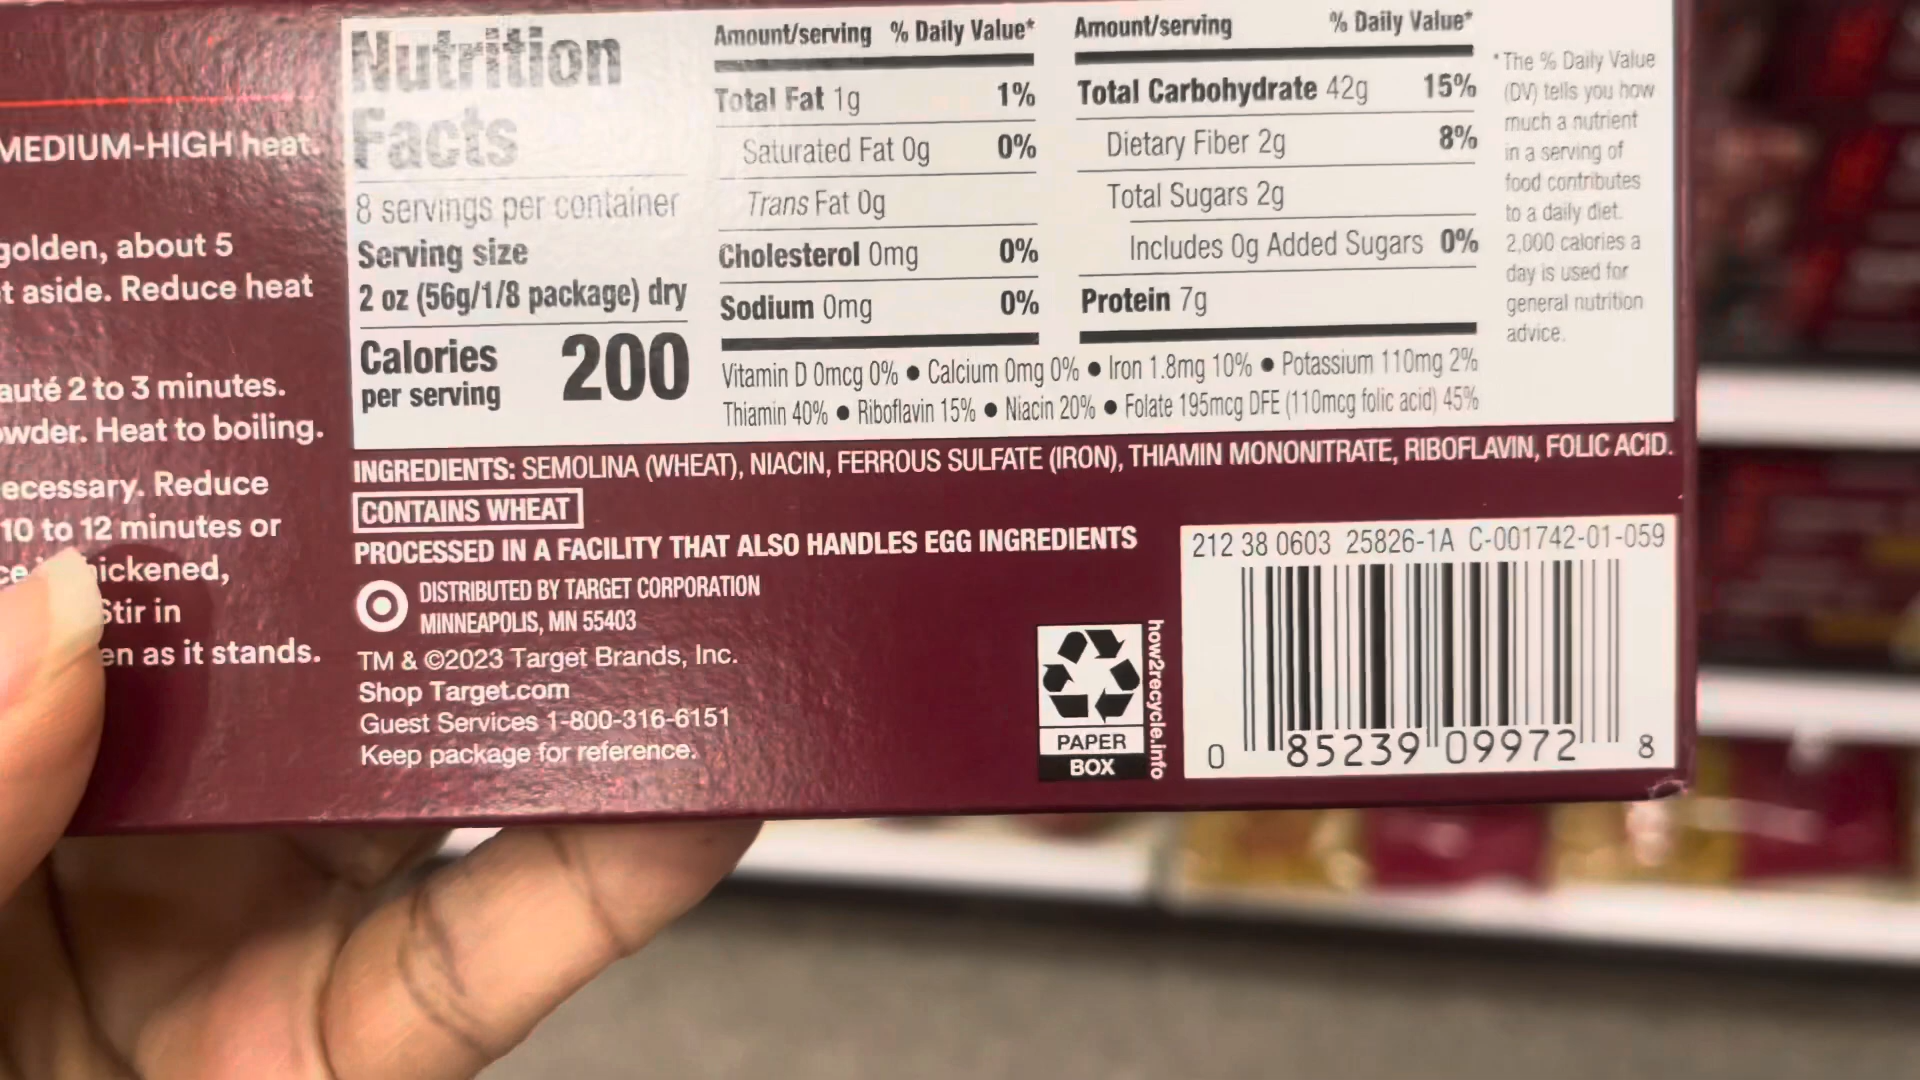 MEDIUM-HIGH heat.
golden, about 5
aside. Reduce heat
2 to 3 minutes.
Heat to boiling.
Reduce
10 to 12 minutes or
Stir in
as it stands.
Nutrition
Facts
8 servings per container
Serving size
2 oz (56g/1/8 package) dry
Calories
per serving
200
Amount/serving % Daily Value*
Total Fat 1g 1%
Saturated Fat 0g 0%
Trans Fat 0g
Cholesterol 0mg 0%
Sodium 0mg 0%
Amount/serving % Daily Value*
Total Carbohydrate 42g 15%
Dietary Fiber 2g 8%
Total Sugars 2g
Includes 0g Added Sugars 0%
Protein 7g
Vitamin D 0mcg 0% ● Calcium 0mg 0% ● Iron 1.8mg 10% ● Potassium 110mg 2%
Thiamin 40% ● Riboflavin 15% ● Niacin 20% ● Folate 195mcg DFE (110mcg folic acid) 45%
*The % Daily Value
(DV) tells you how
much a nutrient
in a serving of
food contributes
to a daily diet.
2,000 calories a
day is used for
general nutrition
advice.
INGREDIENTS: SEMOLINA (WHEAT), NIACIN, FERROUS SULFATE (IRON), THIAMIN MONONITRATE, RIBOFLAVIN, FOLIC ACID.
CONTAINS WHEAT
PROCESSED IN A FACILITY THAT ALSO HANDLES EGG INGREDIENTS
DISTRIBUTED BY TARGET CORPORATION
MINNEAPOLIS, MN 55403
TM & ©2023 Target Brands, Inc.
Shop Target.com
Guest Services 1-800-316-6151
Keep package for reference.
PAPER
BOX
how2recycle.info
212 38 0603 25826-1A C-001742-01-059
0 85239 09972 8